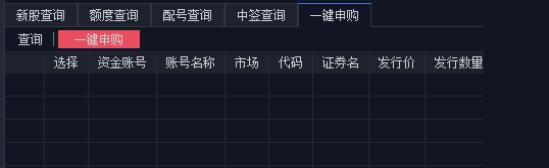 新股查询 额度查询 配号查询 中签查询 一键申购
查询 一键申购
选择 资金账号 账号名称 市场 代码 证券名 发行价 发行数量